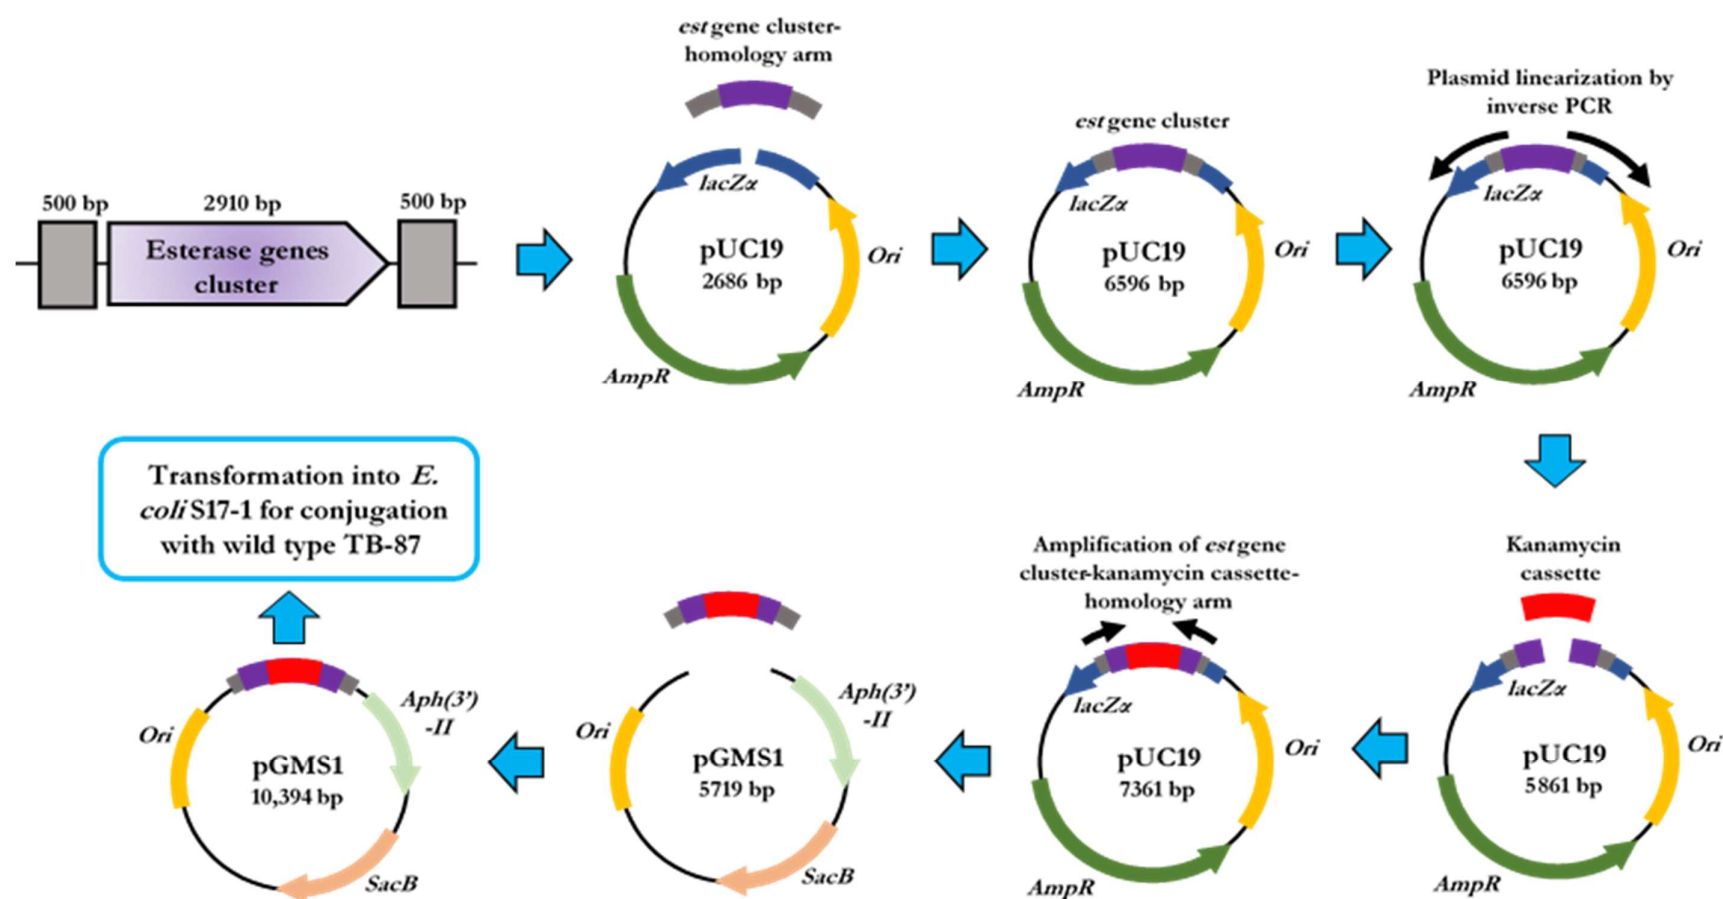 500 bp
2910 bp
500 bp
Esterase genes
cluster
est gene cluster-
homology arm
lacZα
pUC19
2686 bp
Ori
AmpR
est gene cluster
lacZα
pUC19
6596 bp
Ori
AmpR
Plasmid linearization by
inverse PCR
lacZα
pUC19
6596 bp
Ori
AmpR
Kanamycin
cassette
lacZα
pUC19
5861 bp
Ori
AmpR
Amplification of est gene
cluster-kanamycin cassette-
homology arm
lacZα
pUC19
7361 bp
Ori
AmpR
Aph(3’)
-II
Ori
pGMS1
5719 bp
SacB
Aph(3’)
-II
Ori
pGMS1
10,394 bp
SacB
Transformation into E.
coli S17-1 for conjugation
with wild type TB-87